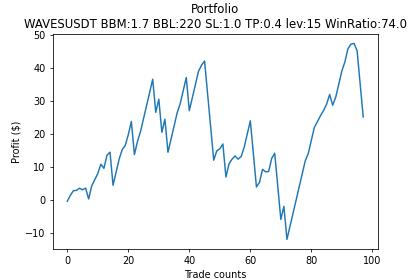 Portfolio
WAVESUSDT BBM:1.7 BBL:220 SL:1.0 TP:0.4 lev:15 WinRatio:74.0
50
40
30
20
10
0
−10
Profit ($)
0 20 40 60 80 100
Trade counts